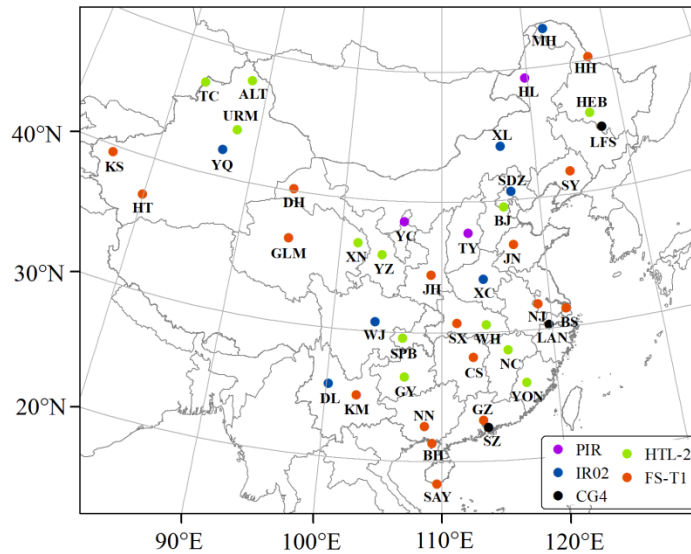 MH
HH
HL
TC
ALT
HEB
URM
LFS
40°N
XL
KS
YQ
SDZ
SY
HT
DH
BJ
YC
TY
JN
GLM
XN
YZ
30°N
JH
XC
NJ
BS
WJ
SX
WH
LAN
SPB
CS
NC
GY
YON
DL
20°N
KM
NN
GZ
SZ
BH
SAY
PIR
HTL-2
IR02
FS-T1
CG4
90°E
100°E
110°E
120°E